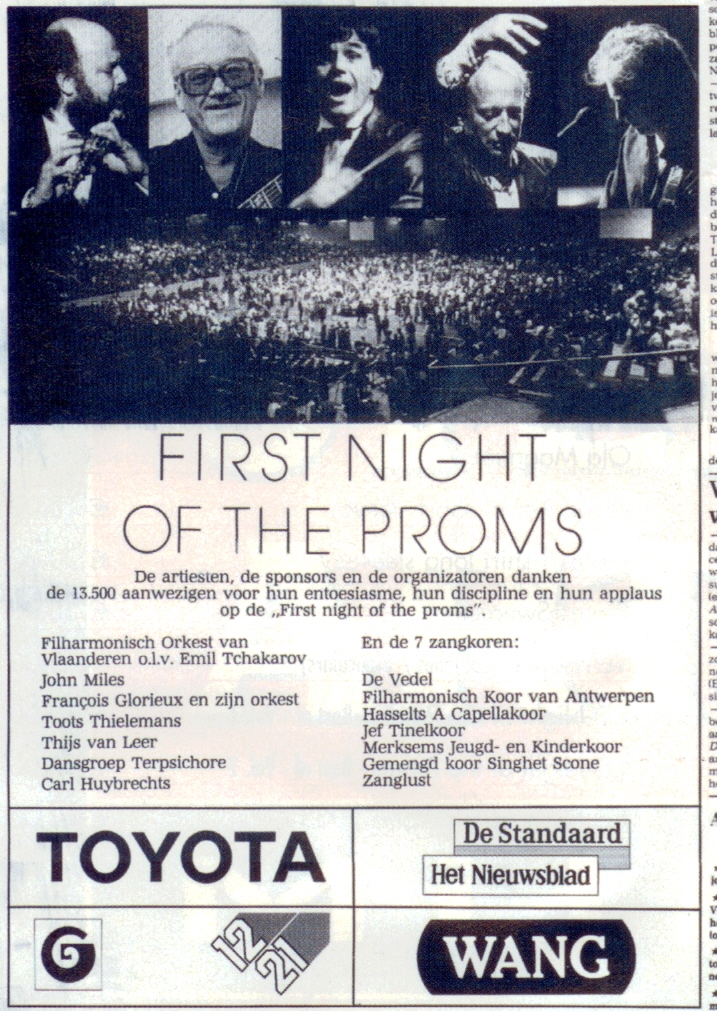 FIRST NIGHT
OF THE PROMS
De artiesten, de sponsors en de organizatoren danken
de 13.500 aanwezigen voor hun entoesiasme, hun discipline en hun applaus
op de „First night of the proms”.
Filharmonisch Orkest van
Vlaanderen o.l.v. Emil Tchakarov
John Miles
François Glorieux en zijn orkest
Toots Thielemans
Thijs van Leer
Dansgroep Terpsichore
Carl Huybrechts
En de 7 zangkoren:
De Vedel
Filharmonisch Koor van Antwerpen
Hasselts A Capellakoor
Jef Tinelkoor
Merksems Jeugd- en Kinderkoor
Gemengd koor Singhet Scone
Zanglust
TOYOTA
De Standaard
Het Nieuwsblad
G
12
21
WANG